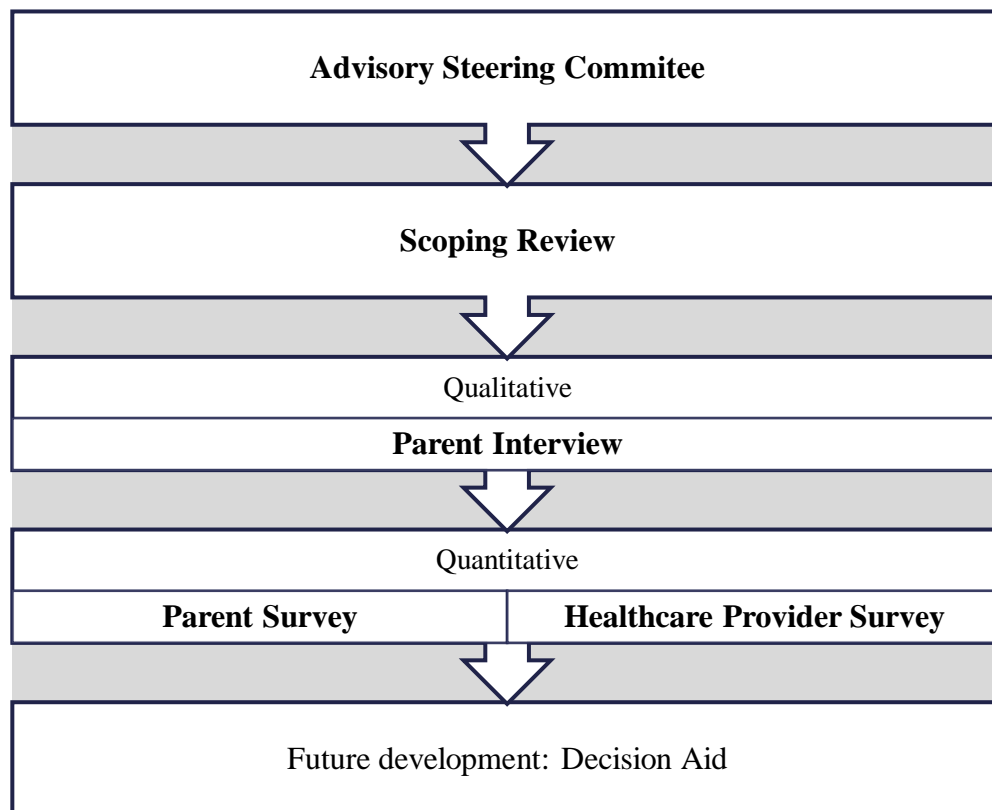 Advisory Steering Commitee
Scoping Review
Qualitative
Parent Interview
Quantitative
Parent Survey
Healthcare Provider Survey
Future development: Decision Aid